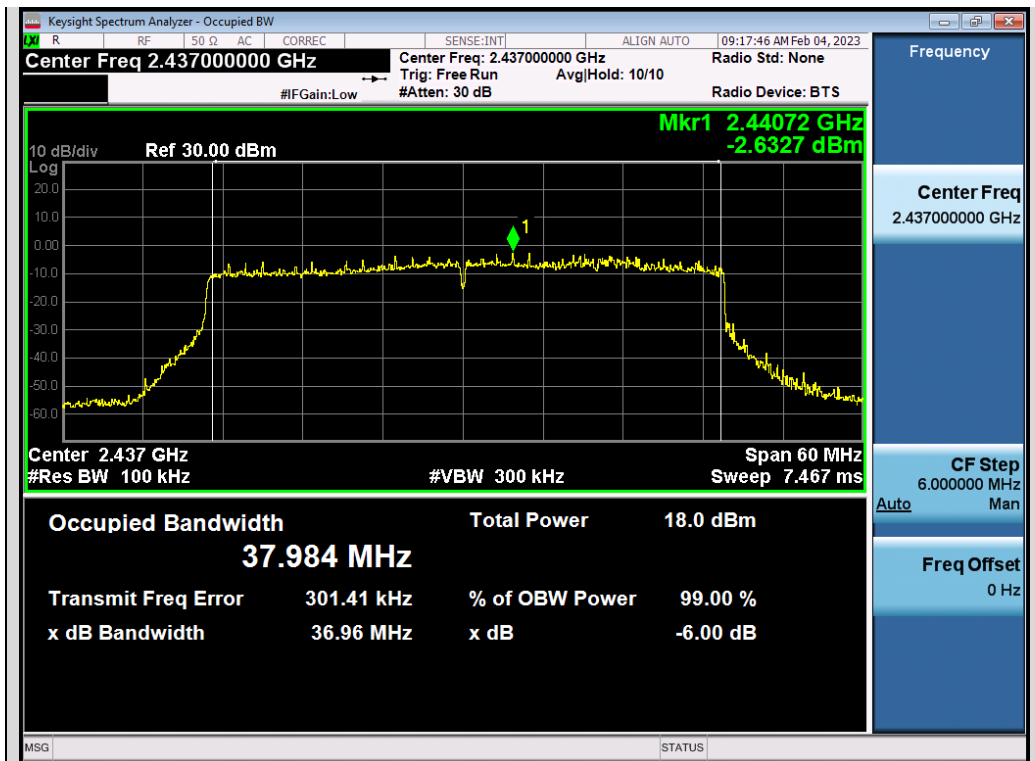 Keysight Spectrum Analyzer - Occupied BW
LXI R RF 50 Ω AC CORREC SENSE:INT ALIGN AUTO 09:17:46 AM Feb 04, 2023
Center Freq 2.437000000 GHz Center Freq: 2.437000000 GHz Radio Std: None
Trig: Free Run Avg|Hold: 10/10
#IFGain:Low #Atten: 30 dB Radio Device: BTS
Mkr1 2.44072 GHz
-2.6327 dBm
10 dB/div Ref 30.00 dBm
Log
20.0
10.0
1
0.00
-10.0
-20.0
-30.0
-40.0
-50.0
-60.0
Center 2.437 GHz Span 60 MHz
#Res BW 100 kHz #VBW 300 kHz Sweep 7.467 ms
Occupied Bandwidth Total Power 18.0 dBm
37.984 MHz
Transmit Freq Error 301.41 kHz % of OBW Power 99.00 %
x dB Bandwidth 36.96 MHz x dB -6.00 dB
Frequency
Center Freq
2.437000000 GHz
CF Step
6.000000 MHz
Auto Man
Freq Offset
0 Hz
MSG STATUS